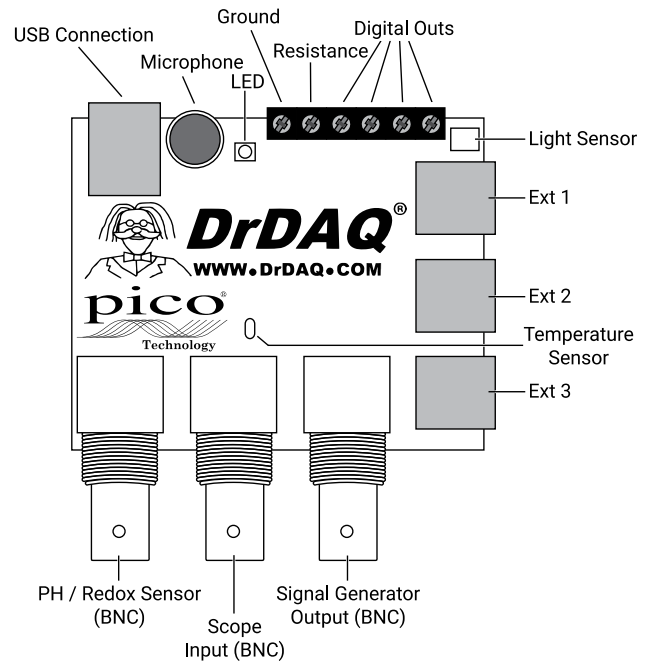 Ground
Digital Outs
USB Connection
Resistance
Microphone
LED
Light Sensor
Ext 1
DrDAQ®
WWW•DrDAQ•COM
Ext 2
pico®
Technology
Temperature
Sensor
Ext 3
PH / Redox Sensor
(BNC)
Scope
Input (BNC)
Signal Generator
Output (BNC)